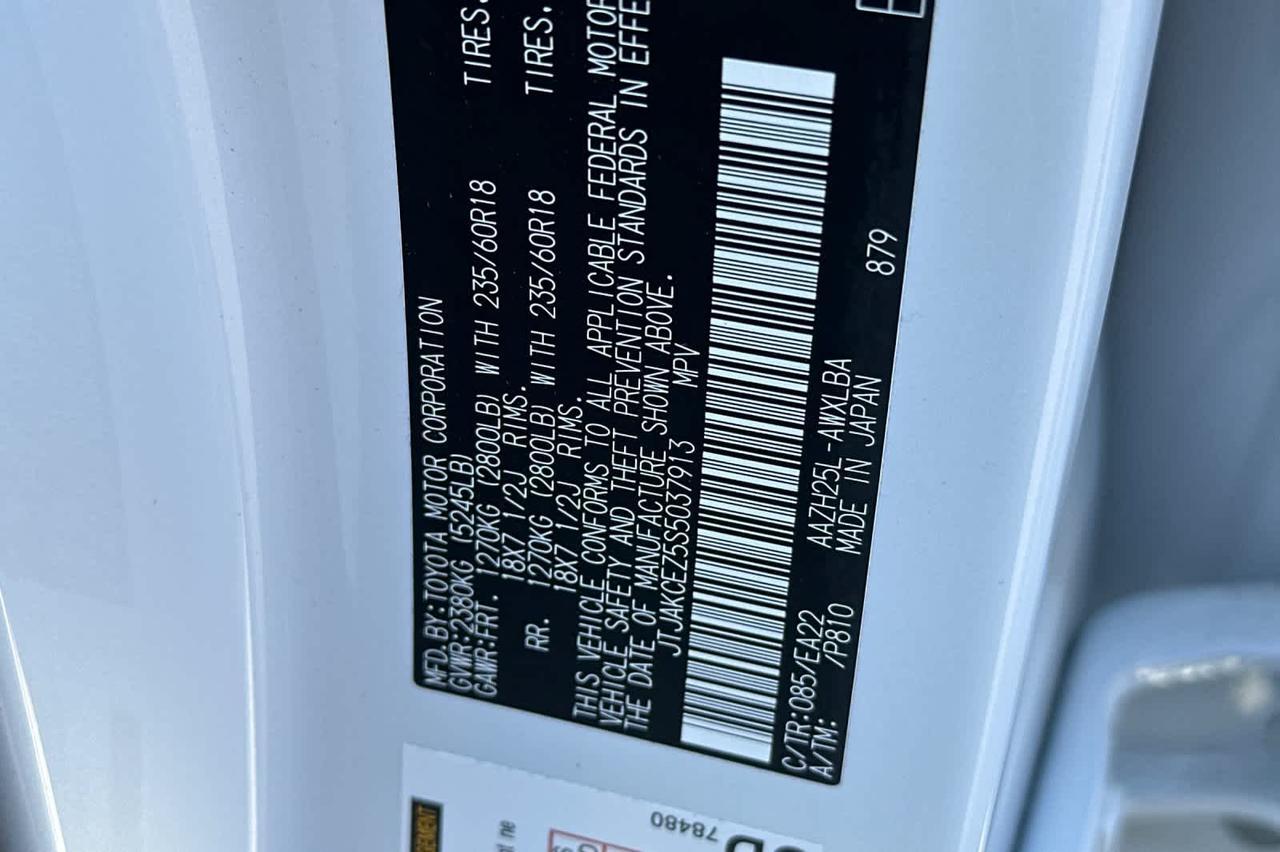 MFD.BY:TOYOTA MOTOR CORPORATION
GVWR:2380KG (5245LB)
GAWR:FRT. 1270KG (2800LB) WITH 235/60R18 TIRES.
18X7 1/2J RIMS.
RR. 1270KG (2800LB) WITH 235/60R18 TIRES.
18X7 1/2J RIMS.
THIS VEHICLE CONFORMS TO ALL APPLICABLE FEDERAL MOTOR
VEHICLE SAFETY AND THEFT PREVENTION STANDARDS IN EFFE
THE DATE OF MANUFACTURE SHOWN ABOVE.
JTJAKCEZ5S5037913 MPV
C/TR:085/EA22 AAZH25L-AWXLBA 879
A/TM: /P810 MADE IN JAPAN
78480